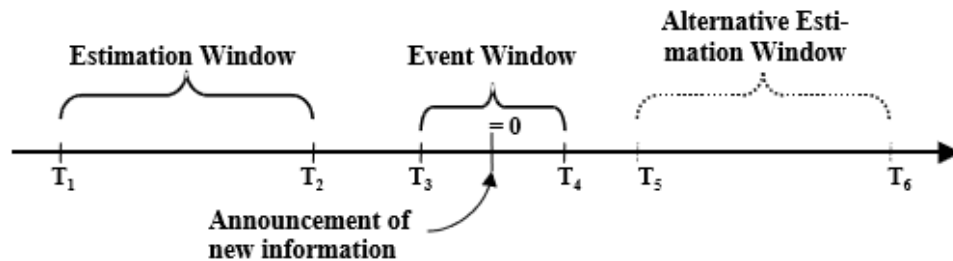 Alternative Esti-
mation Window
Estimation Window
Event Window
= 0
T1
T2
T3
T4
T5
T6
Announcement of
new information